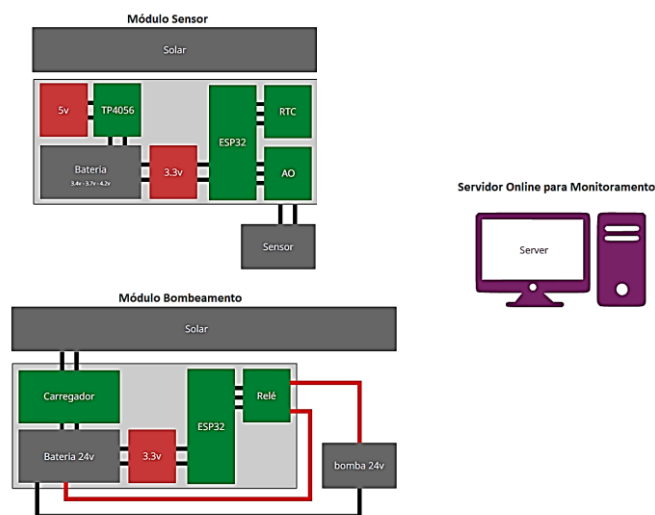 Módulo Sensor
Solar
5v
TP4056
ESP32
RTC
Bateria
3.4v - 3.7v - 4.2v
3.3v
AO
Sensor
Servidor Online para Monitoramento
Server
Módulo Bombeamento
Solar
Carregador
ESP32
Relé
Bateria 24v
3.3v
bomba 24v